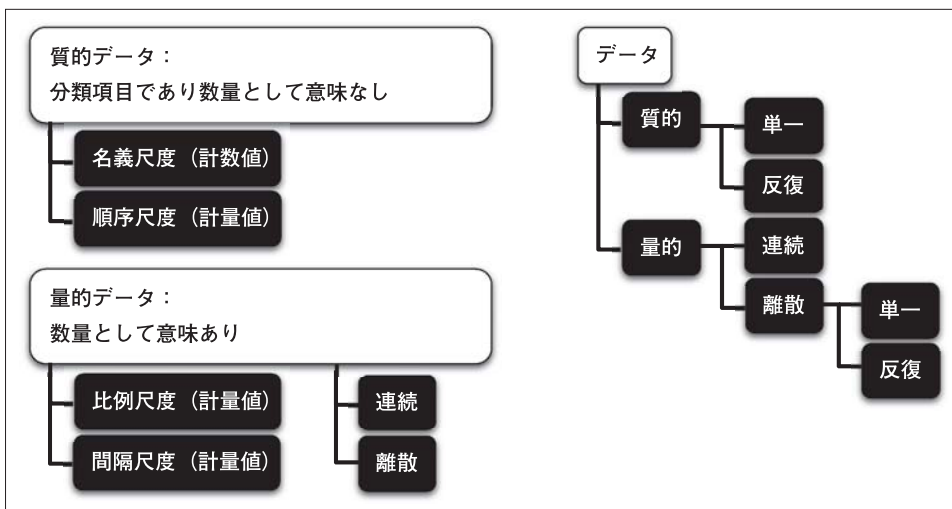 質的データ：
分類項目であり数量として意味なし
名義尺度（計数値）
順序尺度（計量値）
量的データ：
数量として意味あり
比例尺度（計量値）
間隔尺度（計量値）
連続
離散
データ
質的
単一
反復
量的
連続
離散
単一
反復